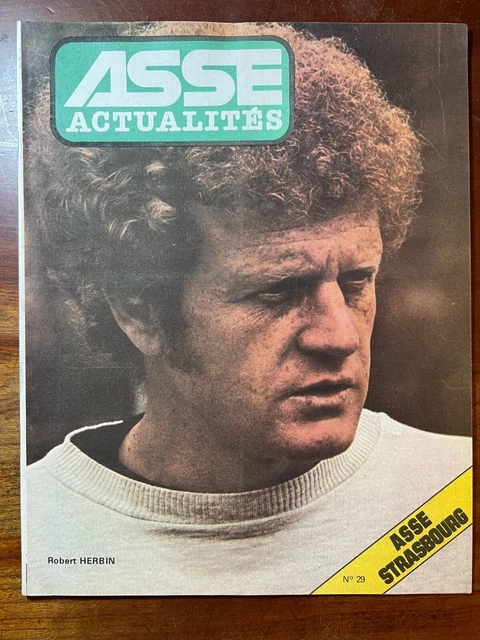 ASSE
ACTUALITÉS
Robert HERBIN
N° 29
ASSE
STRASBOURG